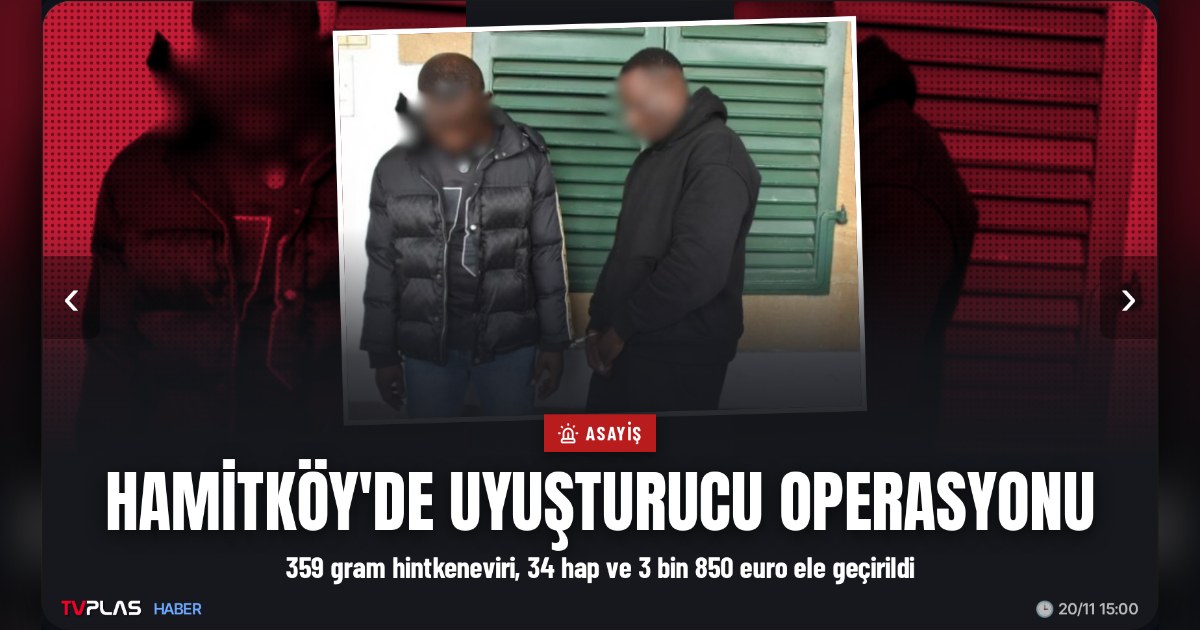 ASAYİŞ
HAMİTKÖY'DE UYUŞTURUCU OPERASYONU
359 gram hintkeneviri, 34 hap ve 3 bin 850 euro ele geçirildi
TVPLAS HABER
20/11 15:00